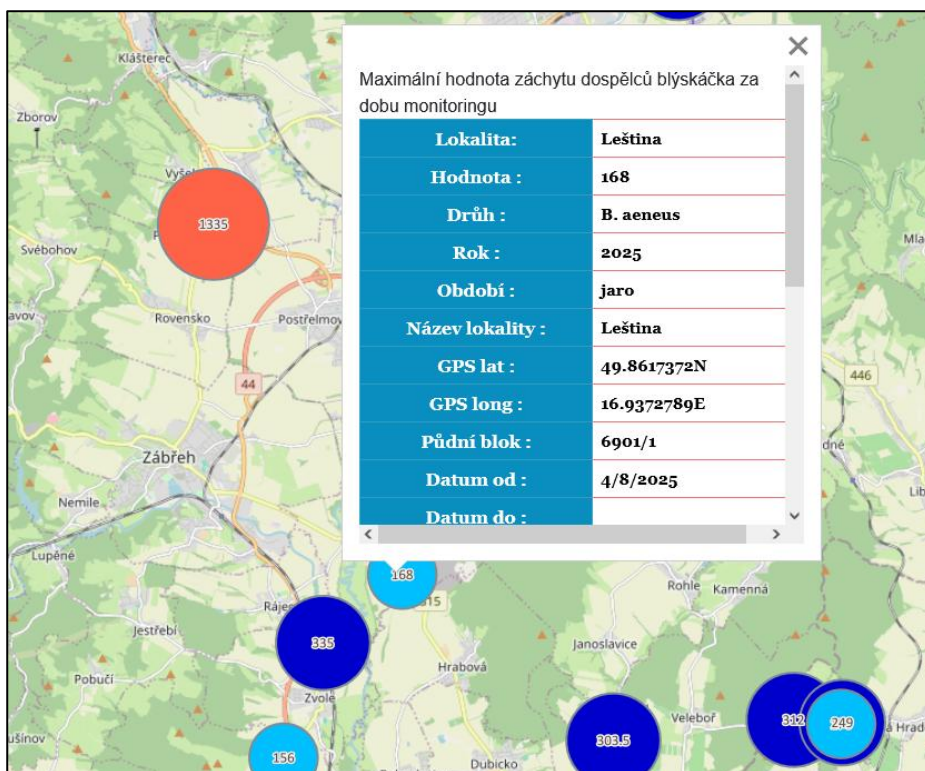 Klášterec
Zborov
1335
Svébohov
Rovensko
Postřelmov
44
Zábřeh
Nemile
Lupěné
Maximální hodnota záchytu dospělců blýskáčka za
dobu monitoringu
Lokalita: Leština
Hodnota : 168
Drůh : B. aeneus
Rok : 2025
Období : jaro
Název lokality : Leština
GPS lat : 49.8617372N
GPS long : 16.9372789E
Půdní blok : 6901/1
Datum od : 4/8/2025
Datum do :
446
168
315
Rohle
Kamenná
Jestřebí
335
Janoslavice
Hrabová
Pobučí
Zvole
Veleboř
312
249
303.5
156
Dubicko